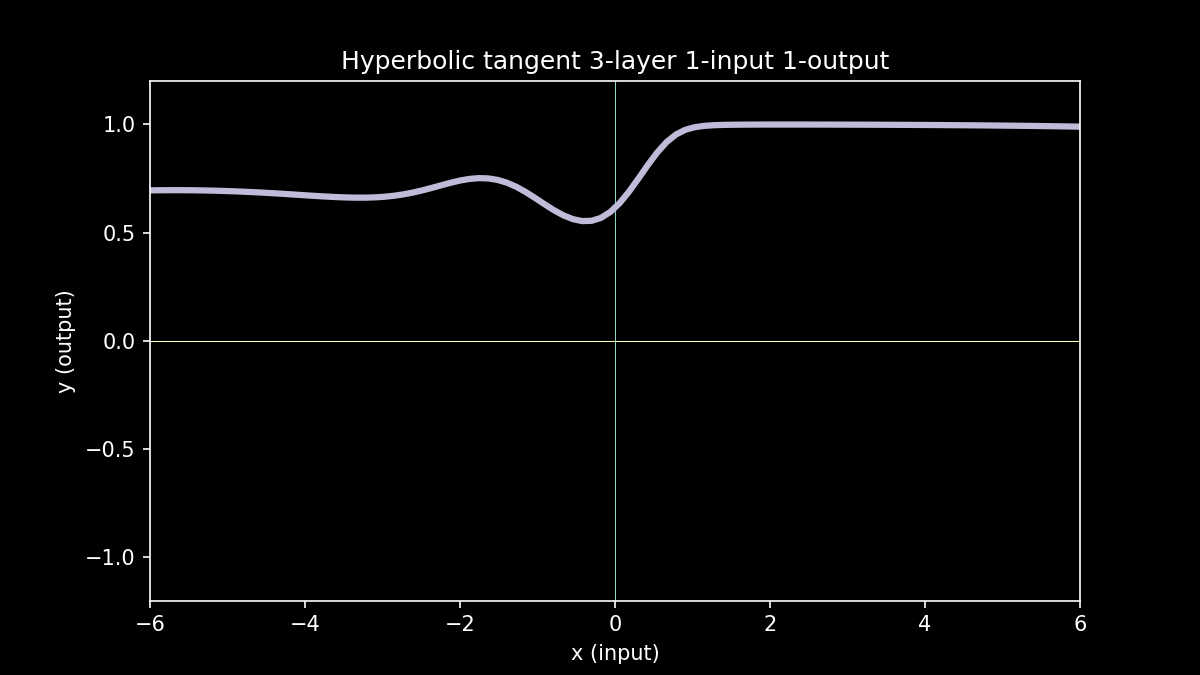 Hyperbolic tangent 3-layer 1-input 1-output
1.0
0.5
0.0
−0.5
−1.0
y (output)
−6 −4 −2 0 2 4 6
x (input)